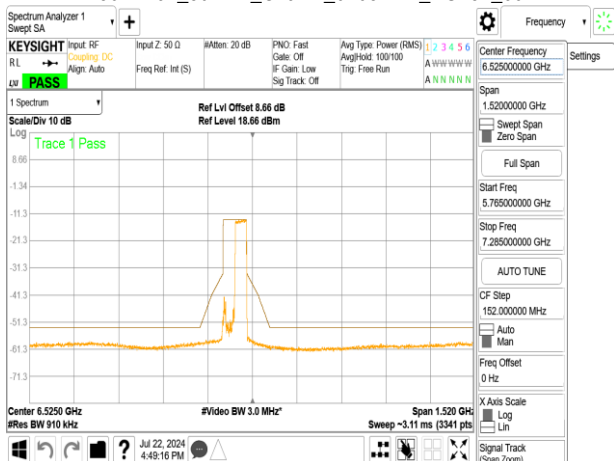 Spectrum Analyzer 1
Swept SA
+
Frequency
KEYSIGHT
Input: RF
Coupling: DC
Align: Auto
Input Z: 50 Ω
Freq Ref: Int (S)
#Atten: 20 dB
PNO: Fast
Gate: Off
IF Gain: Low
Sig Track: Off
Avg Type: Power (RMS)
Avg|Hold: 100/100
Trig: Free Run
1 2 3 4 5 6
A W W W W W
A N N N N N
RL
LXI
PASS
Center Frequency
6.525000000 GHz
Settings
Span
1.52000000 GHz
Swept Span
Zero Span
Full Span
Start Freq
5.765000000 GHz
Stop Freq
7.285000000 GHz
AUTO TUNE
CF Step
152.000000 MHz
Auto
Man
Freq Offset
0 Hz
X Axis Scale
Log
Lin
Signal Track
(Span Zoom)
1 Spectrum
Scale/Div 10 dB
Ref Lvl Offset 8.66 dB
Ref Level 18.66 dBm
Log
Trace 1 Pass
8.66
-1.34
-11.3
-21.3
-31.3
-41.3
-51.3
-61.3
-71.3
Center 6.5250 GHz
#Video BW 3.0 MHz*
Span 1.520 GHz
#Res BW 910 kHz
Sweep ~3.11 ms (3341 pts
Jul 22, 2024
4:49:16 PM
?